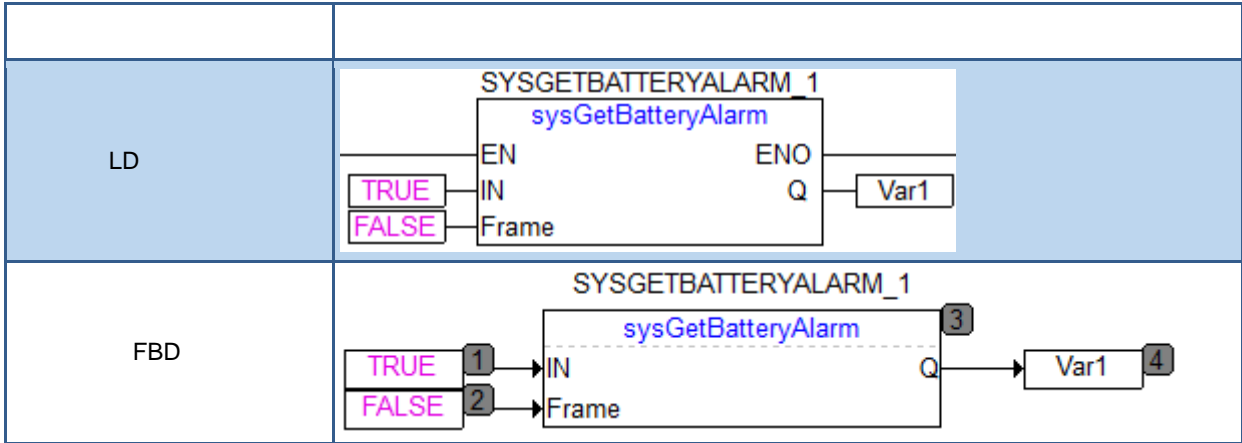 LD
SYSGETBATTERYALARM_1
sysGetBatteryAlarm
EN ENO
TRUE IN Q Var1
FALSE Frame
FBD
SYSGETBATTERYALARM_1
sysGetBatteryAlarm 3
TRUE 1 IN Q Var1 4
FALSE 2 Frame